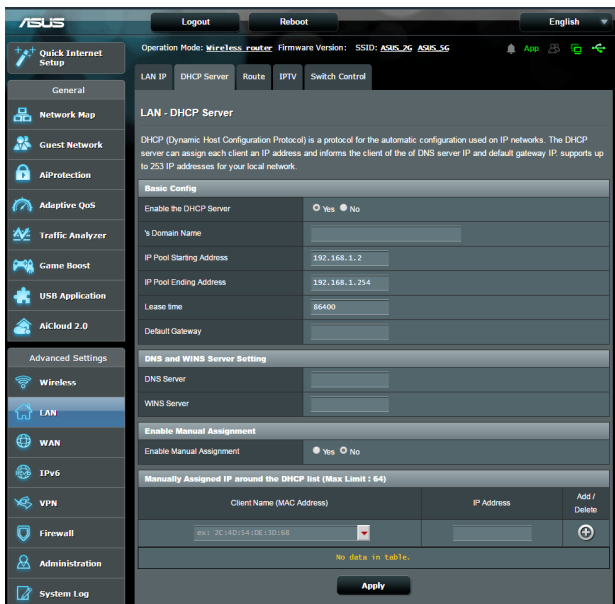 ASUS
Logout
Reboot
English
Quick Internet
Setup
Operation Mode: Wireless router Firmware Version: SSID: ASUS_2G ASUS_5G
App
General
Network Map
Guest Network
AiProtection
Adaptive QoS
Traffic Analyzer
Game Boost
USB Application
AiCloud 2.0
Advanced Settings
Wireless
LAN
WAN
IPv6
VPN
Firewall
Administration
System Log
LAN IP
DHCP Server
Route
IPTV
Switch Control
LAN - DHCP Server
DHCP (Dynamic Host Configuration Protocol) is a protocol for the automatic configuration used on IP networks. The DHCP
server can assign each client an IP address and informs the client of the of DNS server IP and default gateway IP. supports up
to 253 IP addresses for your local network.
Basic Config
Enable the DHCP Server
Yes No
's Domain Name
IP Pool Starting Address
192.168.1.2
IP Pool Ending Address
192.168.1.254
Lease time
86400
Default Gateway
DNS and WINS Server Setting
DNS Server
WINS Server
Enable Manual Assignment
Enable Manual Assignment
Yes No
Manually Assigned IP around the DHCP list (Max Limit : 64)
Client Name (MAC Address)
IP Address
Add /
Delete
ex: 2C:4D:54:DE:3D:68
No data in table.
Apply